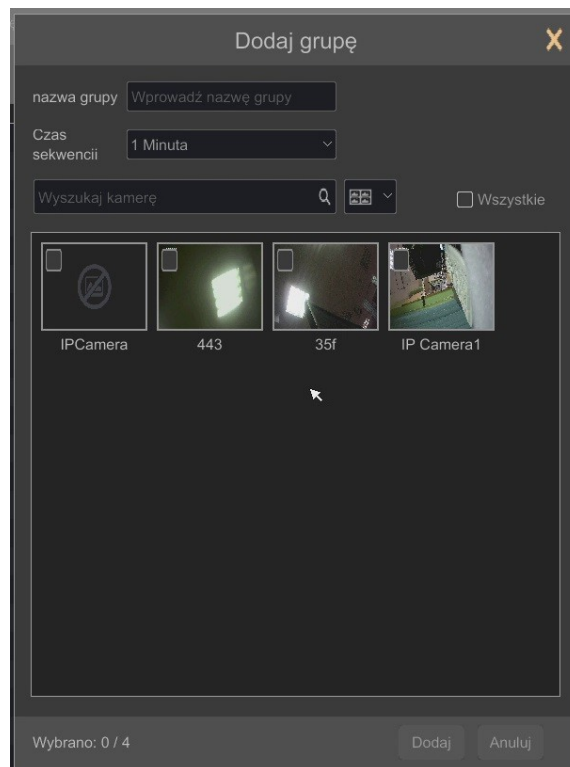 Dodaj grupę X
nazwa grupy Wprowadź nazwę grupy
Czas
sekwencii 1 Minuta
Wyszukaj kamerę Wszystkie
IPCamera 443 35f IP Camera1
Wybrano: 0 / 4 Dodaj Anuluj